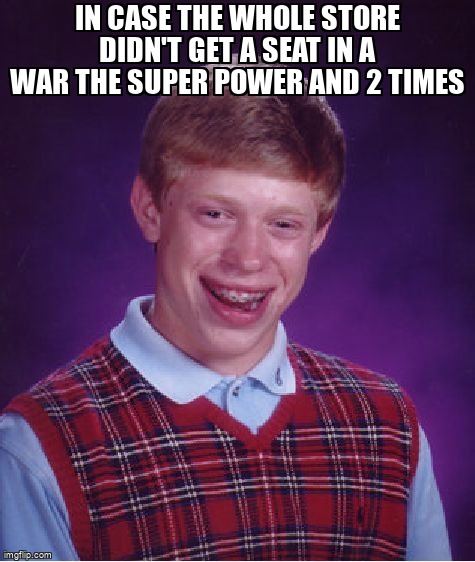 IN CASE THE WHOLE STORE
DIDN'T GET A SEAT IN A
WAR THE SUPER POWER AND 2 TIMES
imgflip.com